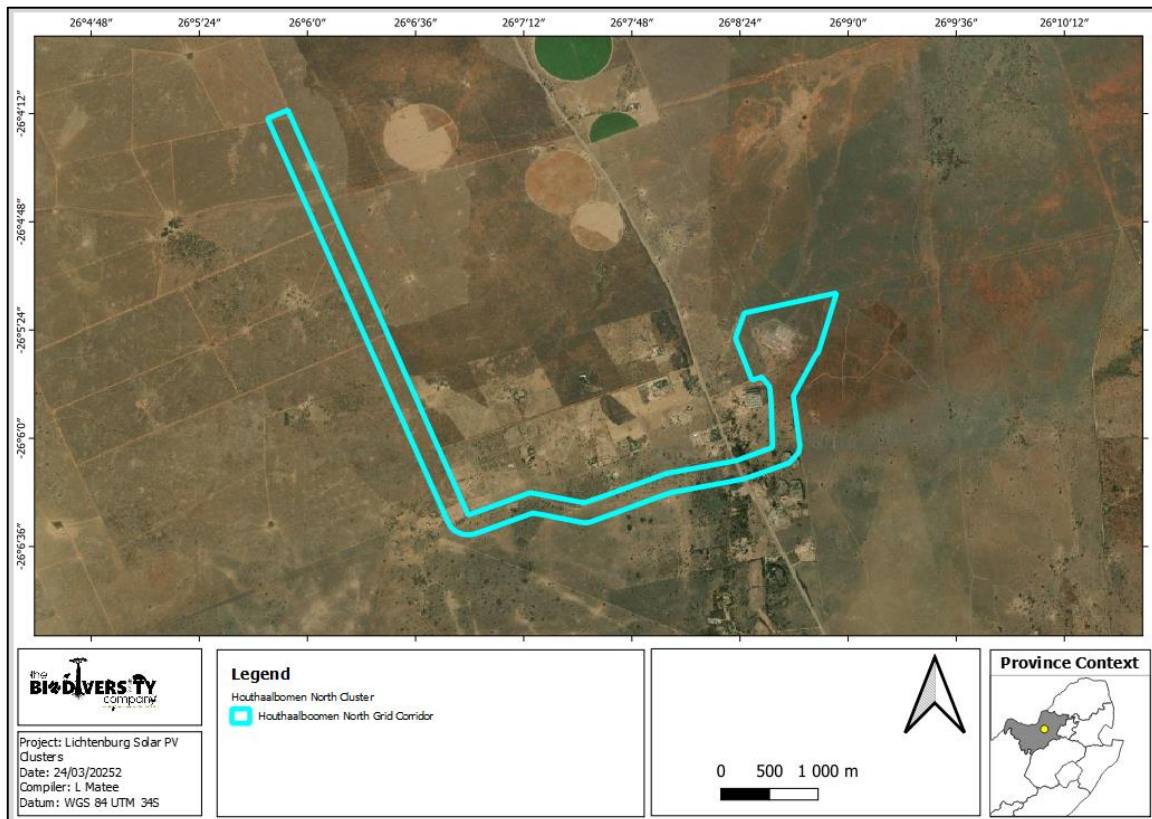 26°4'48" 26°5'24" 26°6'0" 26°6'36" 26°7'12" 26°7'48" 26°8'24" 26°9'0" 26°9'36" 26°10'12"
-26°4'12"
-26°4'48"
-26°5'24"
-26°6'0"
-26°6'36"
the
BIODIVERSITY
company
Project: Lichtenburg Solar PV
Clusters
Date: 24/03/20252
Compiler: L Matee
Datum: WGS 84 UTM 34S
Legend
Houthaalbomen North Cluster
Houthaalboomen North Grid Corridor
0 500 1 000 m
Province Context